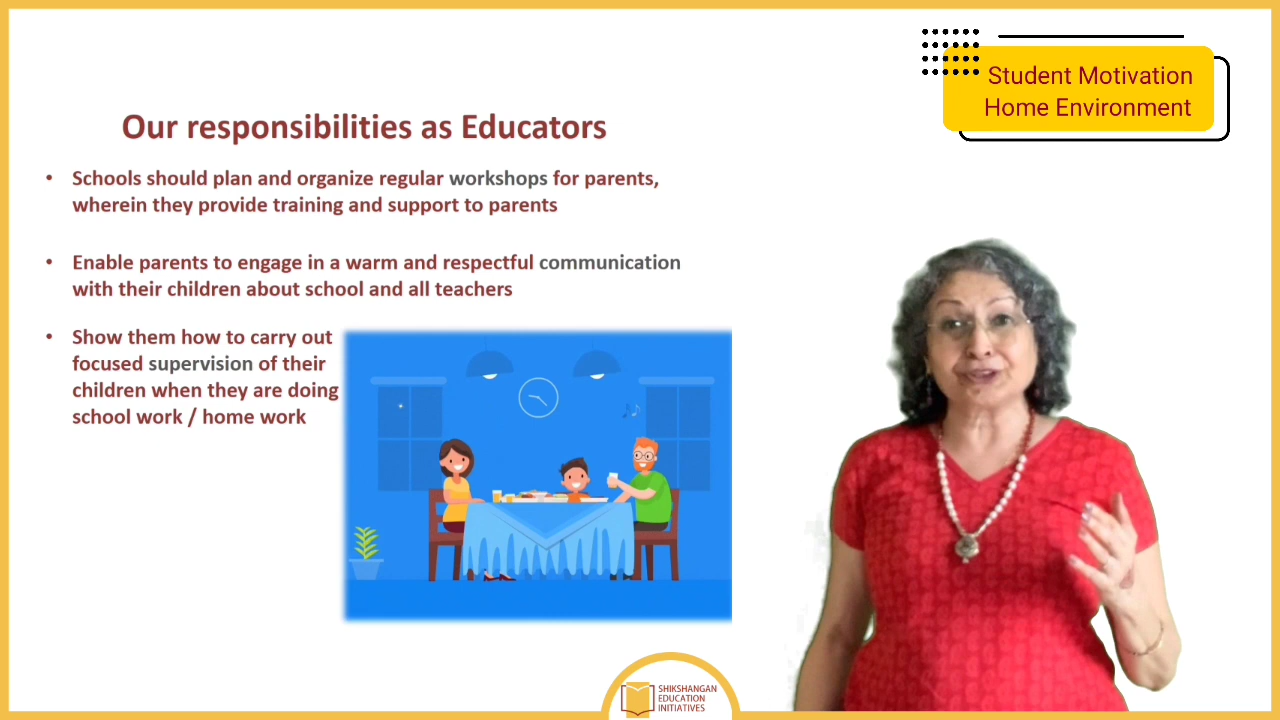 Student Motivation
Home Environment
Our responsibilities as Educators
• Schools should plan and organize regular workshops for parents,
wherein they provide training and support to parents
• Enable parents to engage in a warm and respectful communication
with their children about school and all teachers
• Show them how to carry out
focused supervision of their
children when they are doing
school work / home work
SHIKSHANGAN
EDUCATION
INITIATIVES